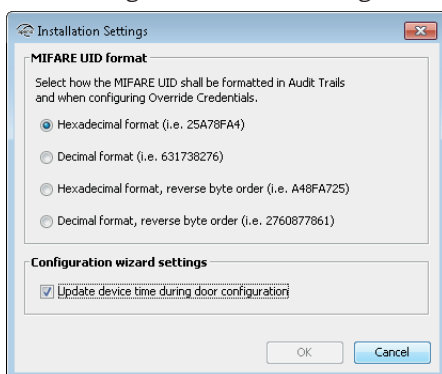 Installation Settings
MIFARE UID format
Select how the MIFARE UID shall be formatted in Audit Trails
and when configuring Override Credentials.
Hexadecimal format (i.e. 25A78FA4)
Decimal format (i.e. 631738276)
Hexadecimal format, reverse byte order (i.e. A48FA725)
Decimal format, reverse byte order (i.e. 2760877861)
Configuration wizard settings
Update device time during door configuration
OK
Cancel